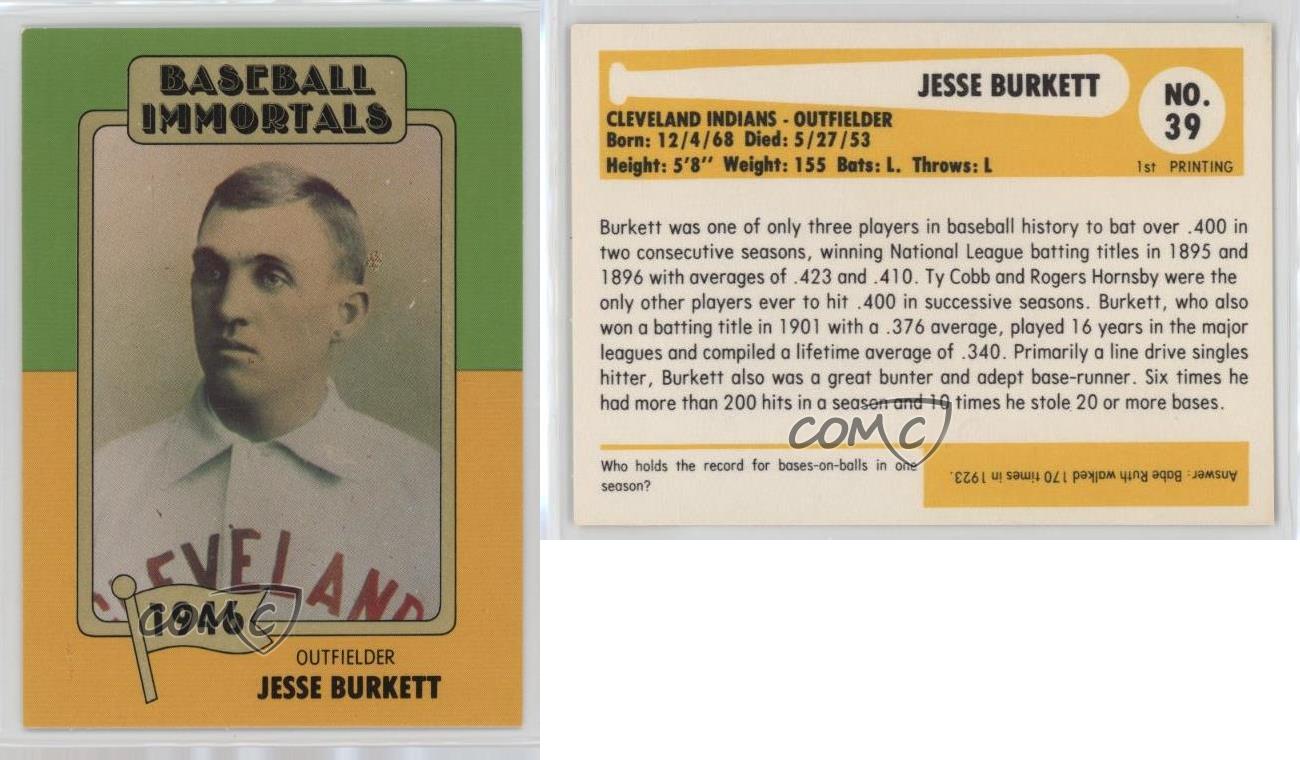 BASEBALL
IMMORTALS
CLEVELAND
1946
COMC
OUTFIELDER
JESSE BURKETT
JESSE BURKETT
NO.
39
CLEVELAND INDIANS - OUTFIELDER
Born: 12/4/68 Died: 5/27/53
Height: 5'8'' Weight: 155 Bats: L. Throws: L
1st PRINTING
Burkett was one of only three players in baseball history to bat over .400 in
two consecutive seasons, winning National League batting titles in 1895 and
1896 with averages of .423 and .410. Ty Cobb and Rogers Hornsby were the
only other players ever to hit .400 in successive seasons. Burkett, who also
won a batting title in 1901 with a .376 average, played 16 years in the major
leagues and compiled a lifetime average of .340. Primarily a line drive singles
hitter, Burkett also was a great bunter and adept base-runner. Six times he
had more than 200 hits in a season and 10 times he stole 20 or more bases.
COMC
Who holds the record for bases-on-balls in one
season?
Answer: Babe Ruth walked 170 times in 1923.